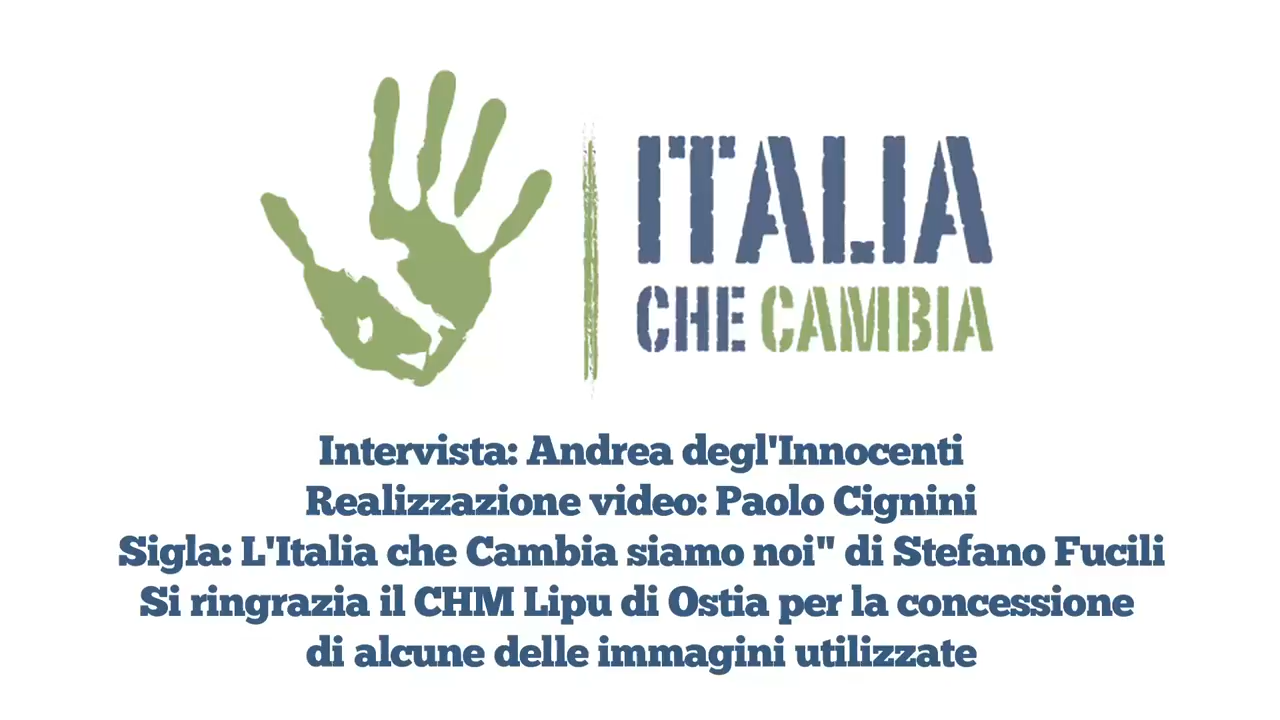 ITALIA
CHE CAMBIA
Intervista: Andrea degl'Innocenti
Realizzazione video: Paolo Cignini
Sigla: L'Italia che Cambia siamo noi" di Stefano Fucili
Si ringrazia il CHM Lipu di Ostia per la concessione
di alcune delle immagini utilizzate